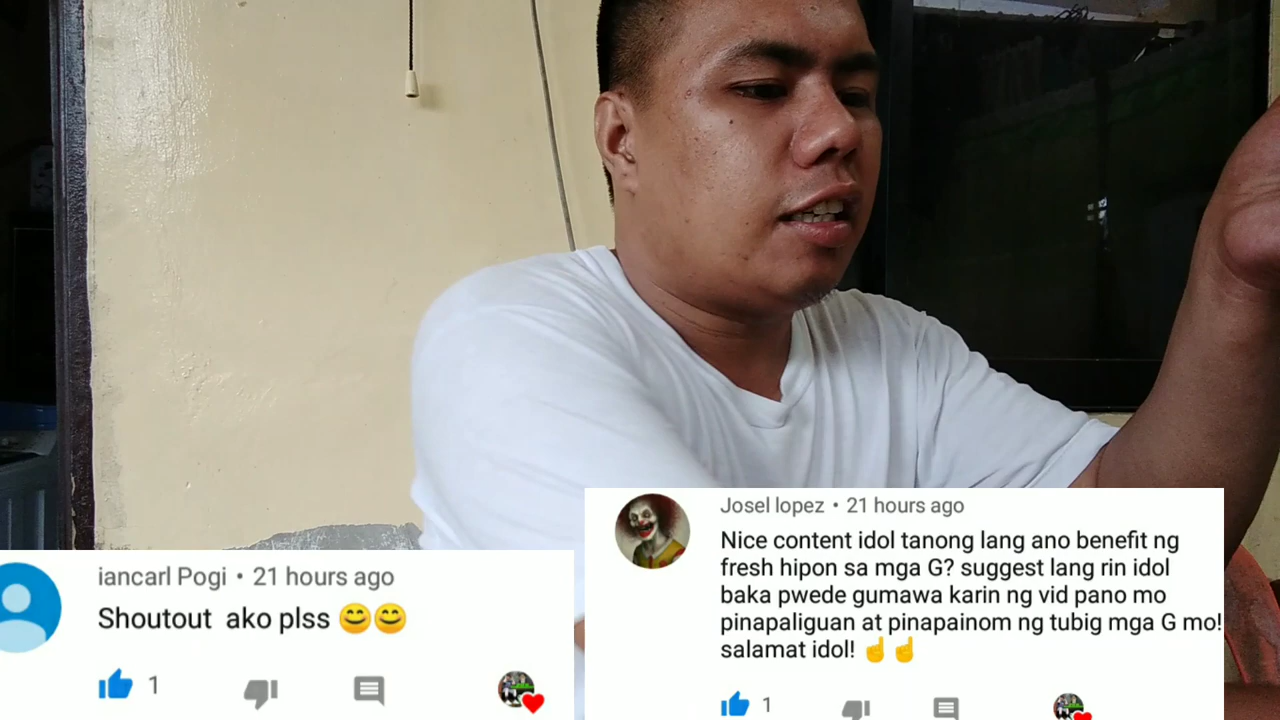 iancarl Pogi • 21 hours ago
Shoutout ako plss 😊😊
1
Josel lopez • 21 hours ago
Nice content idol tanong lang ano benefit ng
fresh hipon sa mga G? suggest lang rin idol
baka pwede gumawa karin ng vid pano mo
pinapaliguan at pinapainom ng tubig mga G mo!
salamat idol! ☝️☝️
1